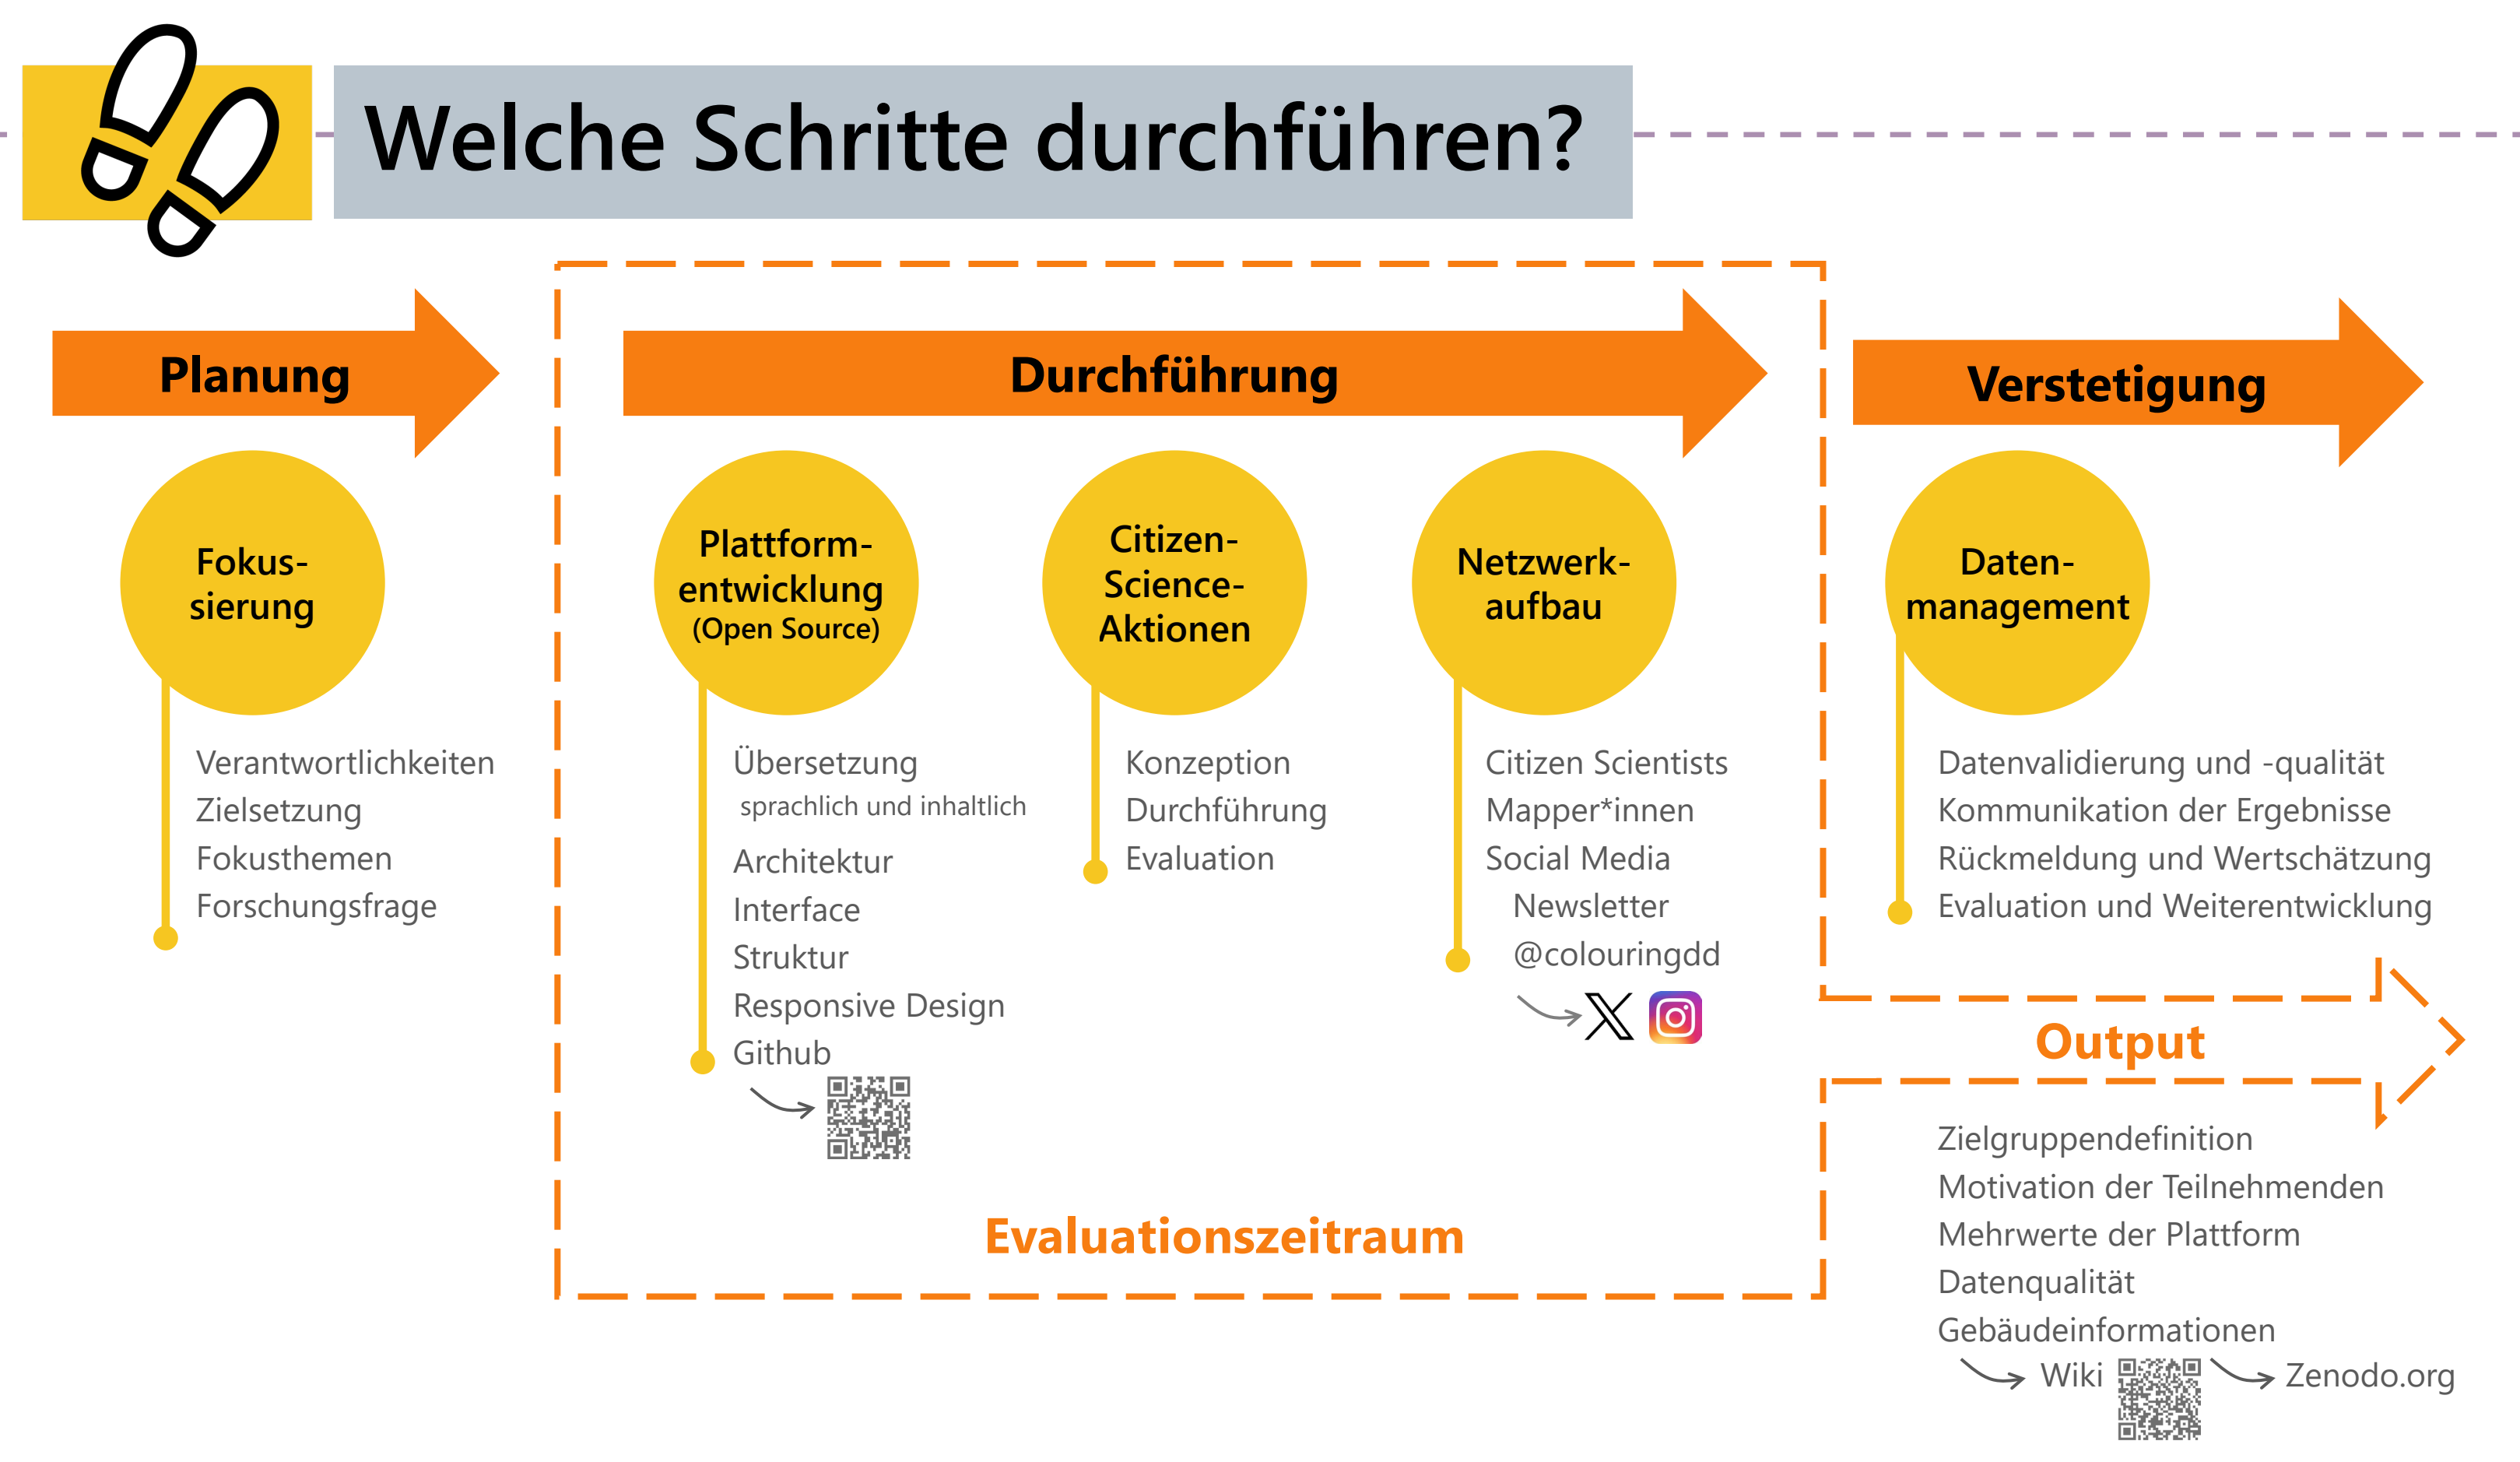 Welche Schritte durchführen?
Planung
Fokus-
sierung
Verantwortlichkeiten
Zielsetzung
Fokusthemen
Forschungsfrage
Durchführung
Plattform-
entwicklung
(Open Source)
Übersetzung
sprachlich und inhaltlich
Architektur
Interface
Struktur
Responsive Design
Github
Citizen-
Science-
Aktionen
Konzeption
Durchführung
Evaluation
Netzwerk-
aufbau
Citizen Scientists
Mapper*innen
Social Media
Newsletter
@colouringdd
Evaluationszeitraum
Verstetigung
Daten-
management
Datenvalidierung und -qualität
Kommunikation der Ergebnisse
Rückmeldung und Wertschätzung
Evaluation und Weiterentwicklung
Output
Zielgruppendefinition
Motivation der Teilnehmenden
Mehrwerte der Plattform
Datenqualität
Gebäudeinformationen
Wiki
Zenodo.org